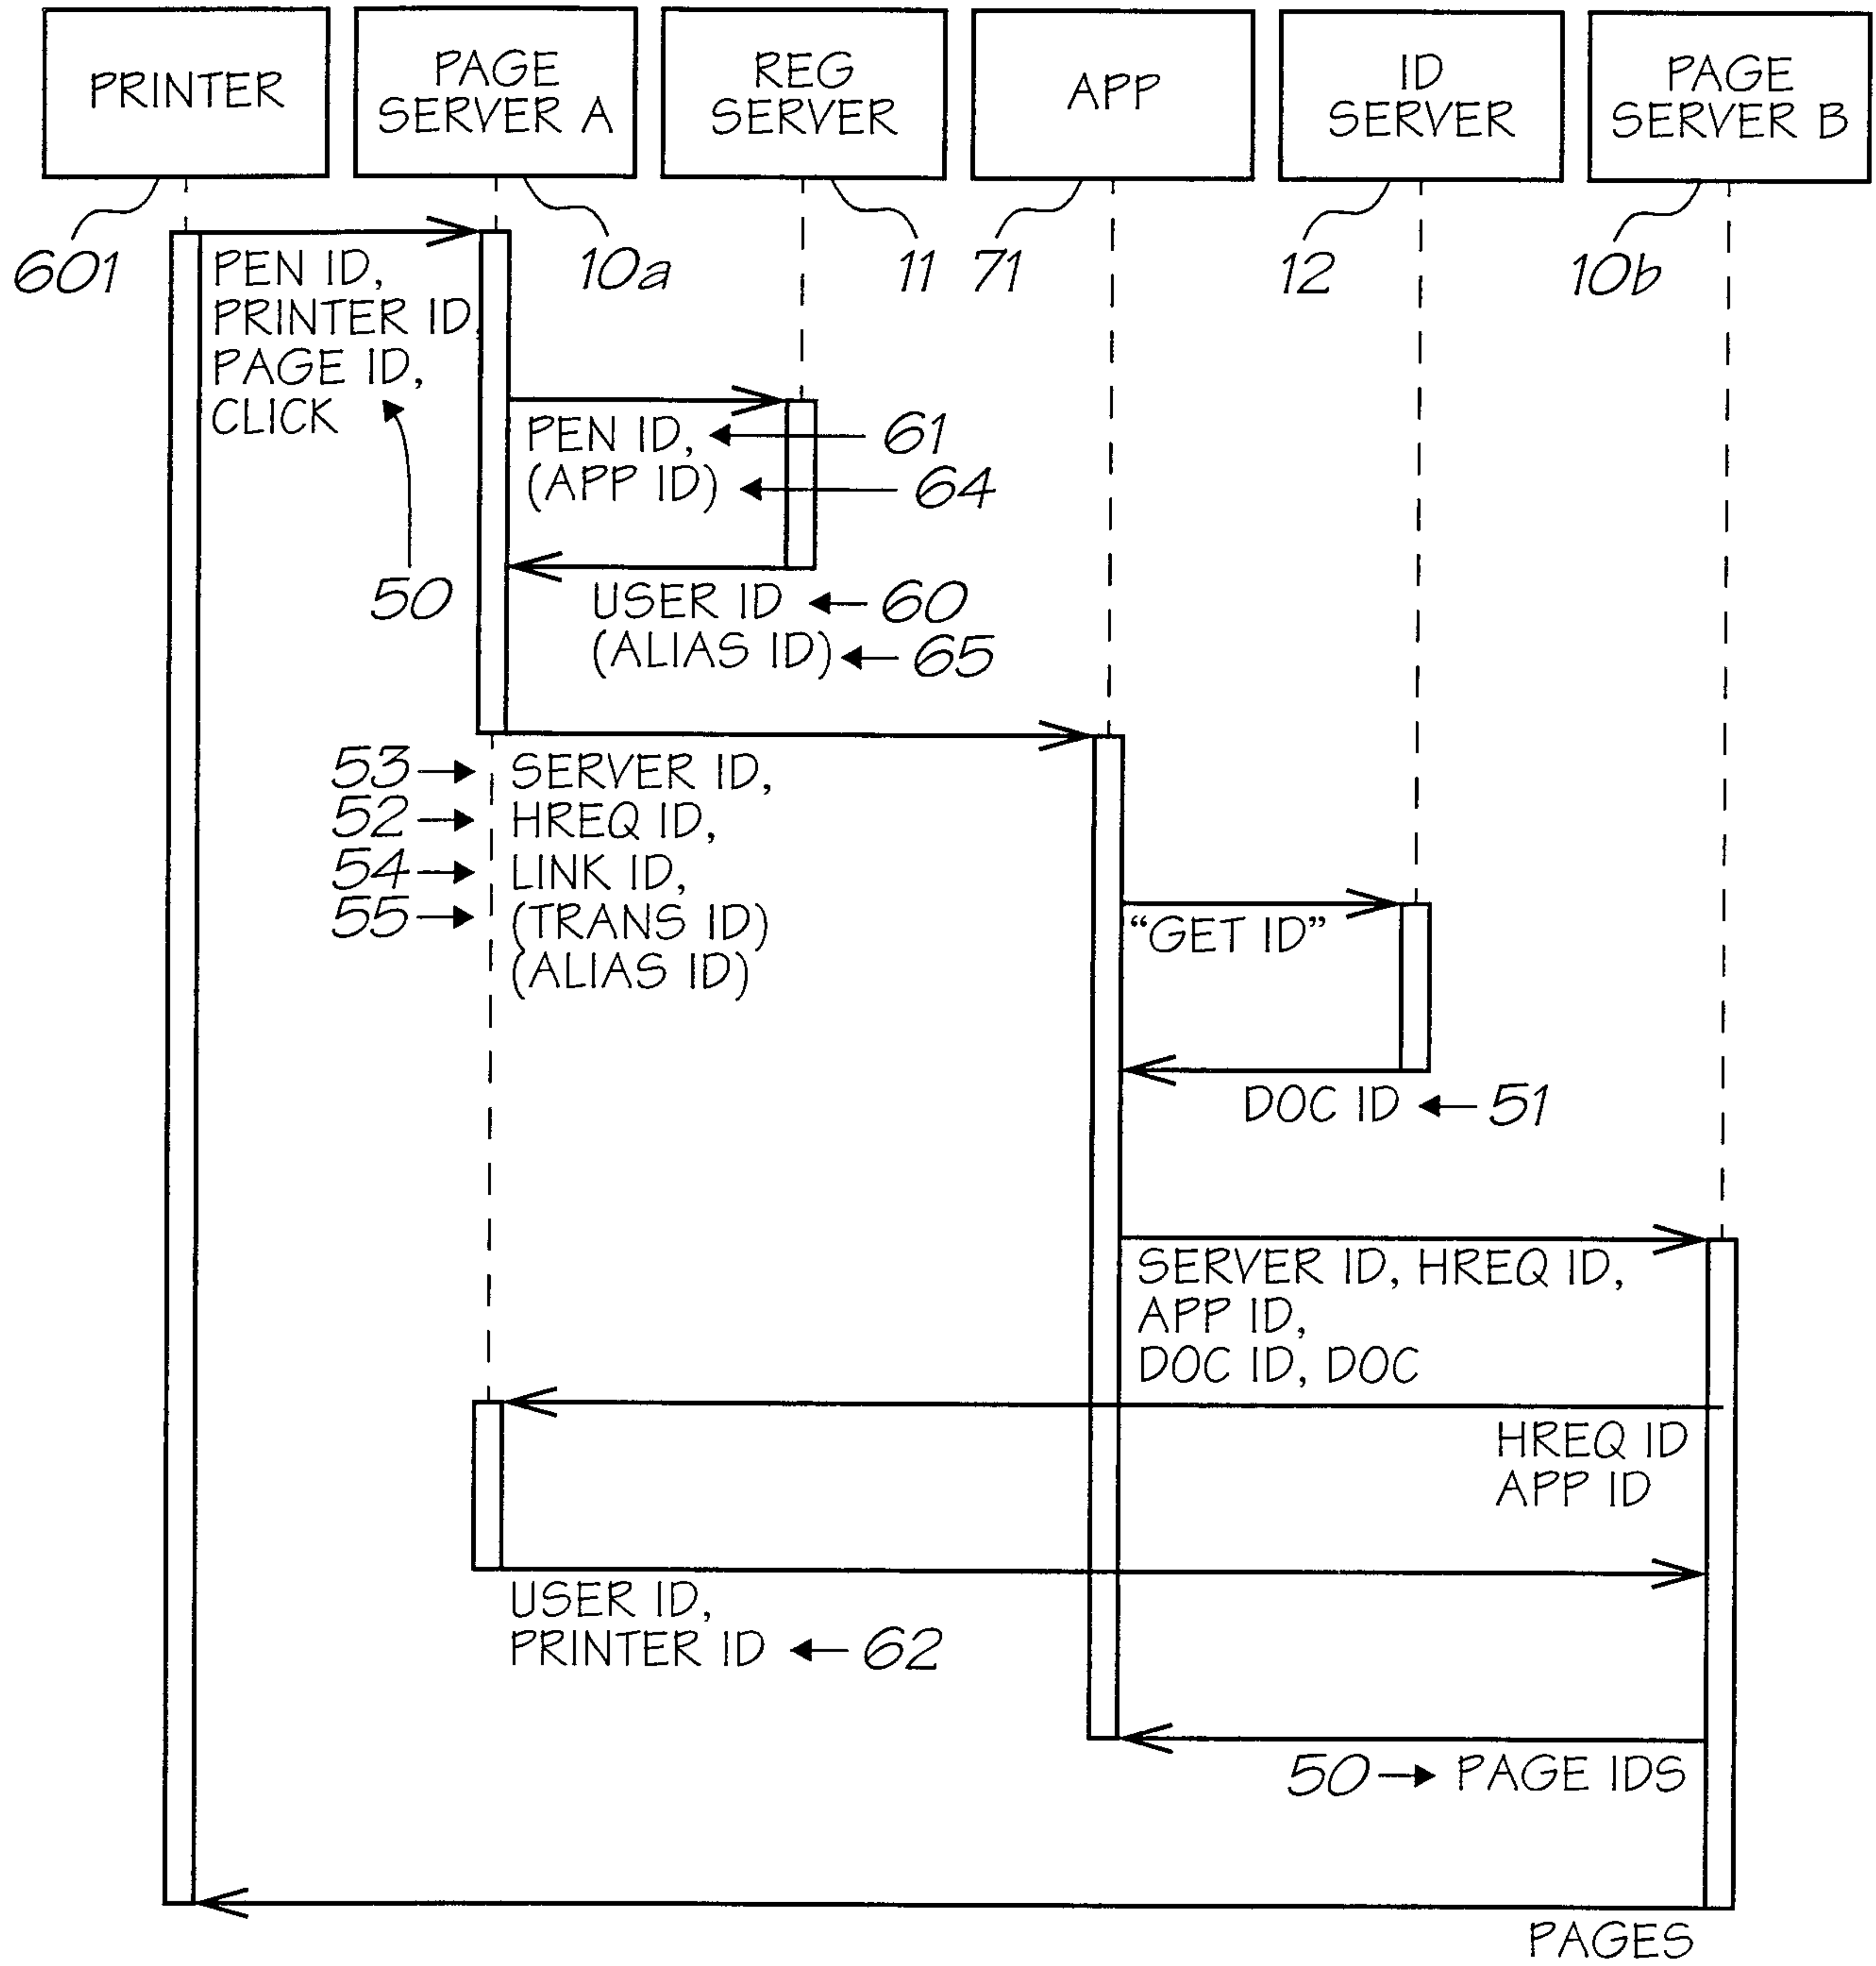 PRINTER
PAGE
SERVER A
REG
SERVER
APP
ID
SERVER
PAGE
SERVER B
601
10a
11
71
12
10b
PEN ID,
PRINTER ID
PAGE ID,
CLICK
50
PEN ID,
61
(APP ID)
64
USER ID
60
(ALIAS ID)
65
53
SERVER ID,
52
HREQ ID,
54
LINK ID,
55
(TRANS ID)
(ALIAS ID)
“GET ID”
DOC ID
51
SERVER ID, HREQ ID,
APP ID,
DOC ID, DOC
HREQ ID
APP ID
USER ID,
PRINTER ID
62
50
PAGE IDS
PAGES